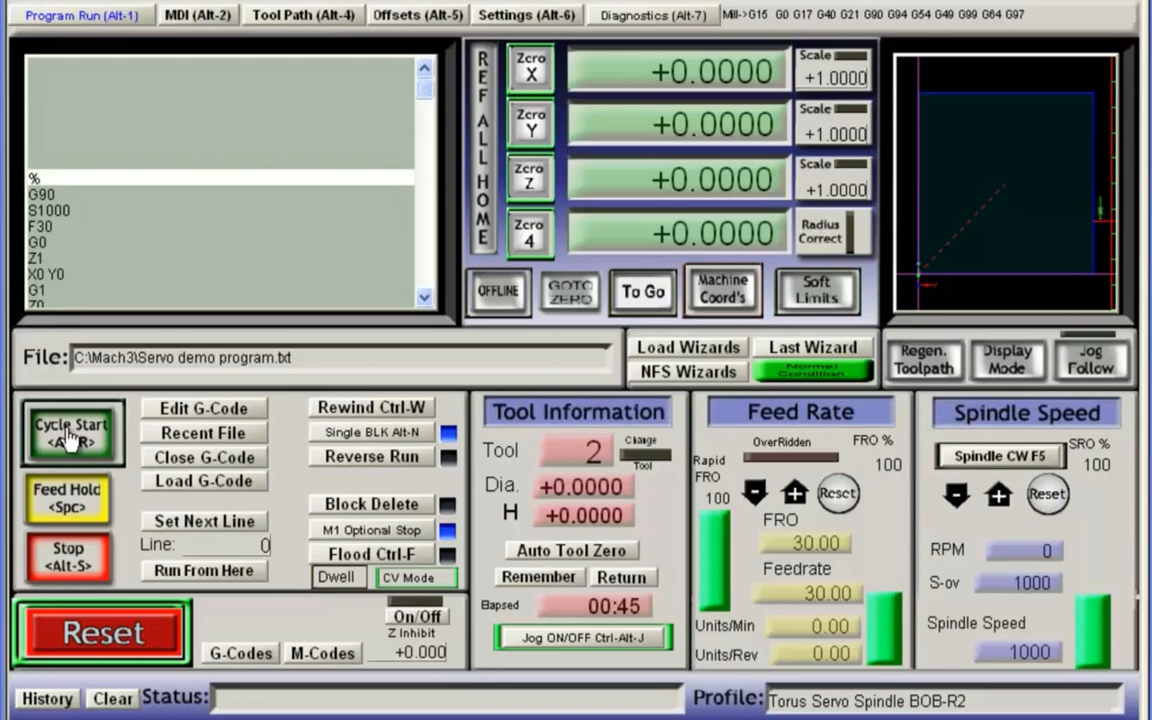 Program Run (Alt-1) MDI (Alt-2) Tool Path (Alt-4) Offsets (Alt-5) Settings (Alt-6) Diagnostics (Alt-7) Mill->G15 G0 G17 G40 G21 G90 G94 G54 G49 G99 G64 G97
%
G90
S1000
F30
G0
Z1
X0 Y0
G1
Z0
REF ALL HOME
Zero X +0.0000 Scale +1.0000
Zero Y +0.0000 Scale +1.0000
Zero Z +0.0000 Scale +1.0000
Zero 4 +0.0000 Radius Correct
OFFLINE GOTO ZERO To Go Machine Coord's Soft Limits
File: C:\Mach3\Servo demo program.txt
Load Wizards Last Wizard
NFS Wizards Normal Condition
Regen. Toolpath Display Mode Jog Follow
Cycle Start
Feed Hold
<Spc>
Stop
<Alt-S>
Edit G-Code
Recent File
Close G-Code
Load G-Code
Set Next Line
Line: 0
Run From Here
Rewind Ctrl-W
Single BLK Alt-N
Reverse Run
Block Delete
M1 Optional Stop
Flood Ctrl-F
Dwell CV Mode
Reset
G-Codes M-Codes
On/Off
Z Inhibit
+0.000
Tool Information
Tool 2 Change Tool
Dia. +0.0000
H +0.0000
Auto Tool Zero
Remember Return
Elapsed 00:45
Jog ON/OFF Ctrl-Alt-J
Feed Rate
OverRidden FRO %
100
Rapid FRO
100
Reset
FRO
30.00
Feedrate
30.00
Units/Min 0.00
Units/Rev 0.00
Spindle Speed
Spindle CW F5 SRO %
100
Reset
RPM 0
S-ov 1000
Spindle Speed
1000
History Clear Status: Profile: Torus Servo Spindle BOB-R2